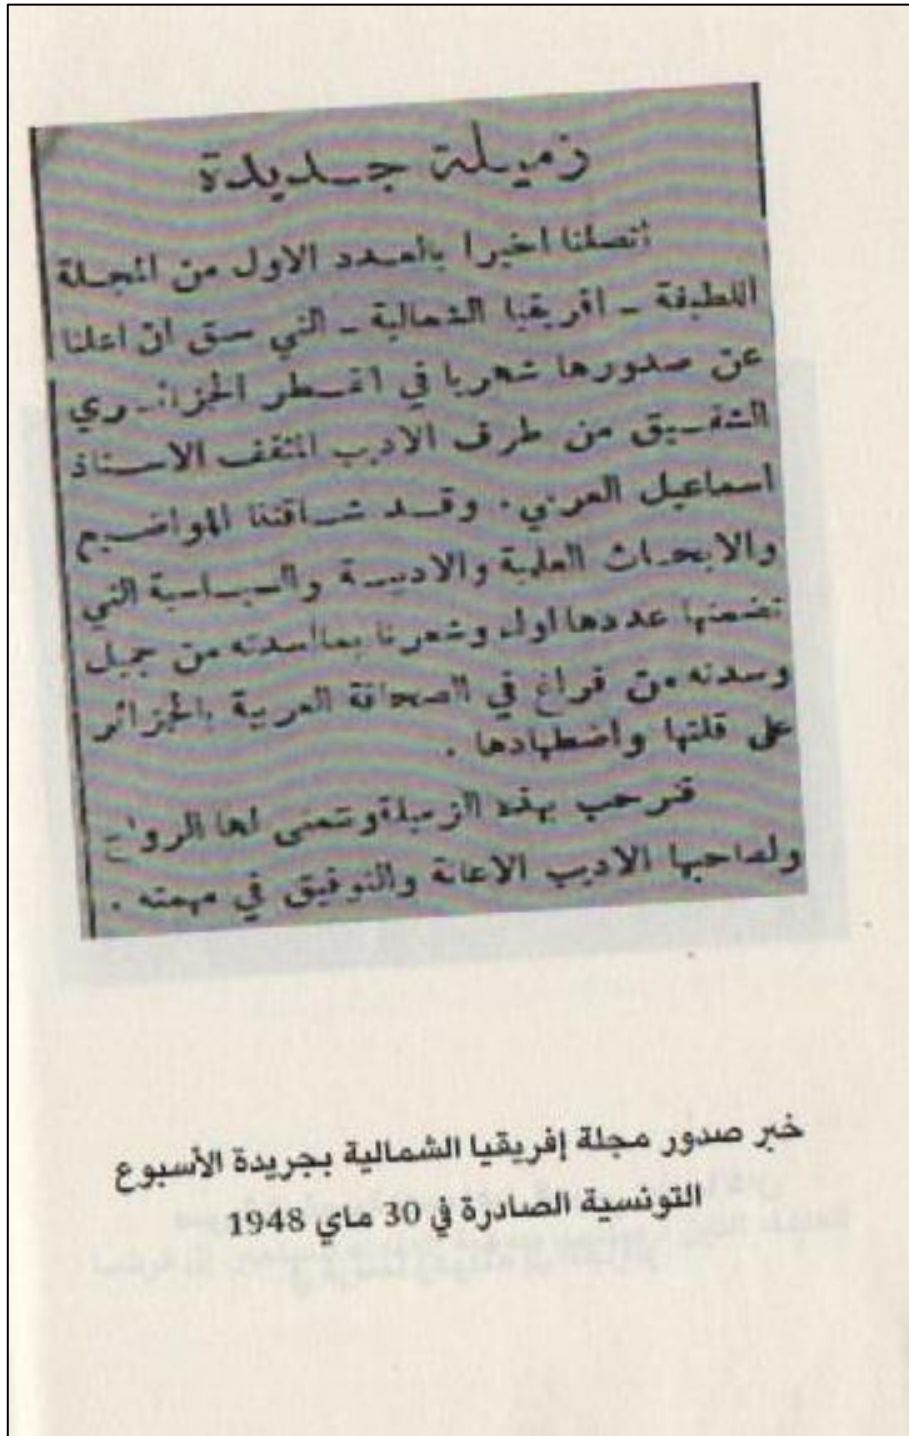 زميلة جديدة
اتصلنا اخيرا بالعدد الاول من المجلة
اللطيفة - افريقيا الشمالية - التي سبق ان اعلنا
عن صدورها شهريا في القطر الجزائري
الشقيق من طرف الاديب المثقف الاستاذ
اسماعيل العربي. وقد شاقتنا المواضيع
والابحاث العلمية والادبية والسياسية التي
تضمنها عددها اول وشعرنا بما اسدته من جميل
وسدته من فراغ في الصحافة العربية بالجزائر
على قلتها واضطهادها.
فنرحب بهذه الزميلة ونتمنى لها الرواج
ولصاحبها الاديب الاعانة والتوفيق في مهمته.
خبر صدور مجلة إفريقيا الشمالية بجريدة الأسبوع
التونسية الصادرة في 30 ماي 1948